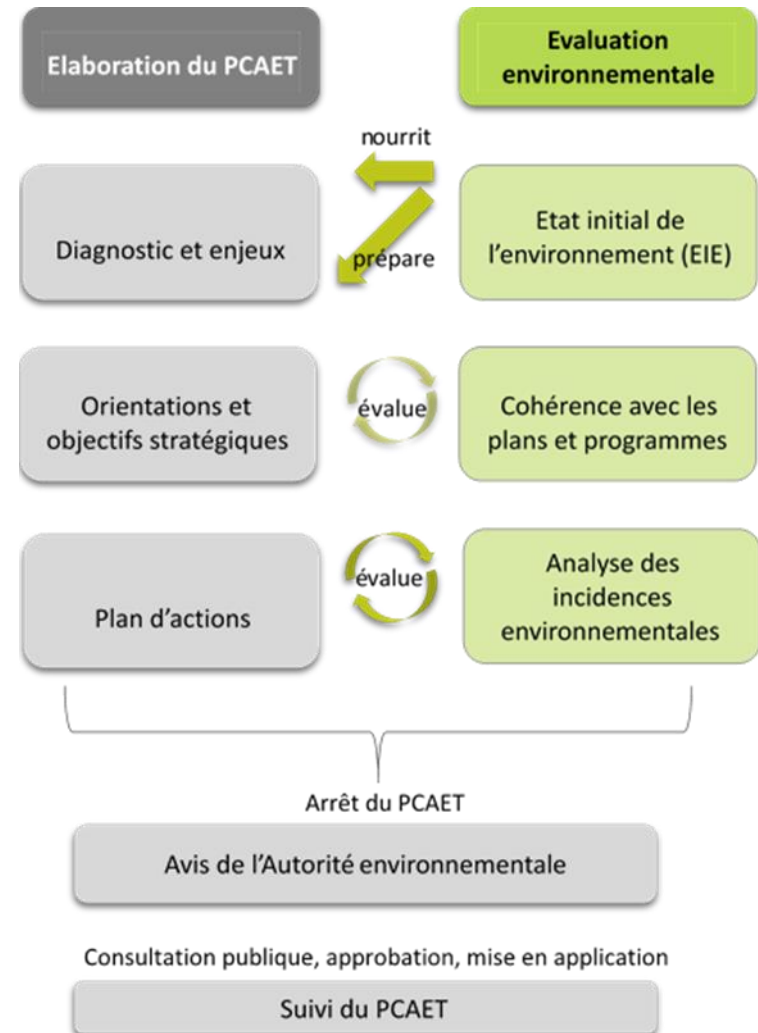 Elaboration du PCAET
Evaluation
environnementale
nourrit
Diagnostic et enjeux
prépare
Etat initial de
l’environnement (EIE)
Orientations et
objectifs stratégiques
évalue
Cohérence avec les
plans et programmes
Plan d’actions
évalue
Analyse des
incidences
environnementales
Arrêt du PCAET
Avis de l’Autorité environnementale
Consultation publique, approbation, mise en application
Suivi du PCAET